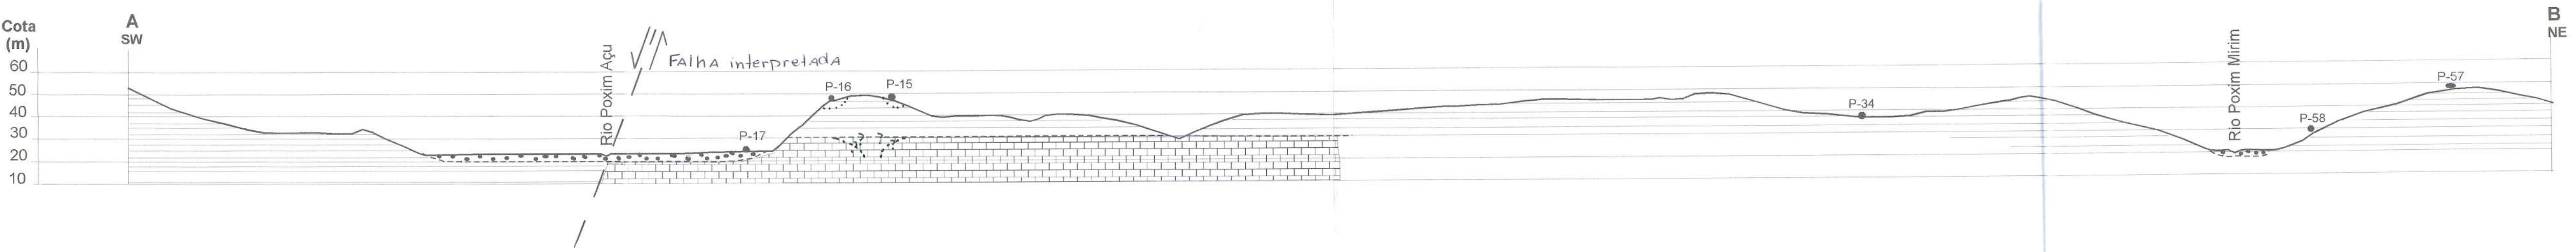 A
SW
B
NE
Cota
(m)
60
50
40
30
20
10
Rio Poxim Açu
Falha interpretada
P-17
P-16
P-15
P-34
Rio Poxim Mirim
P-58
P-57